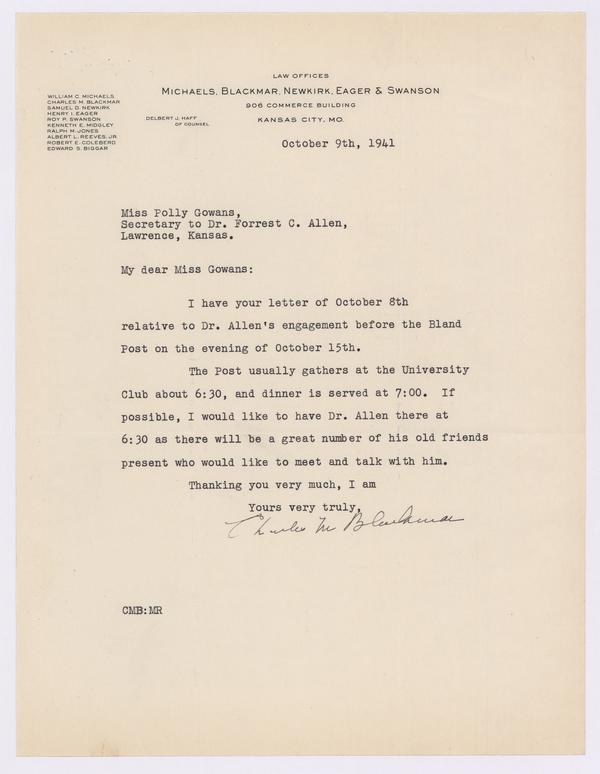 LAW OFFICES
MICHAELS, BLACKMAR, NEWKIRK, EAGER & SWANSON
906 COMMERCE BUILDING
KANSAS CITY, MO.
WILLIAM C. MICHAELS
CHARLES M. BLACKMAR
SAMUEL D. NEWKIRK
HENRY I. EAGER
ROY P. SWANSON
KENNETH E. MIDGLEY
RALPH M. JONES
ALBERT L. REEVES, JR.
ROBERT E. COLEBERD
EDWARD S. BIGGAR
DELBERT J. HAFF
OF COUNSEL
October 9th, 1941
Miss Polly Gowans,
Secretary to Dr. Forrest C. Allen,
Lawrence, Kansas.
My dear Miss Gowans:
I have your letter of October 8th
relative to Dr. Allen's engagement before the Bland
Post on the evening of October 15th.
The Post usually gathers at the University
Club about 6:30, and dinner is served at 7:00. If
possible, I would like to have Dr. Allen there at
6:30 as there will be a great number of his old friends
present who would like to meet and talk with him.
Thanking you very much, I am
Yours very truly,
Charles M Blackmar
CMB:MR